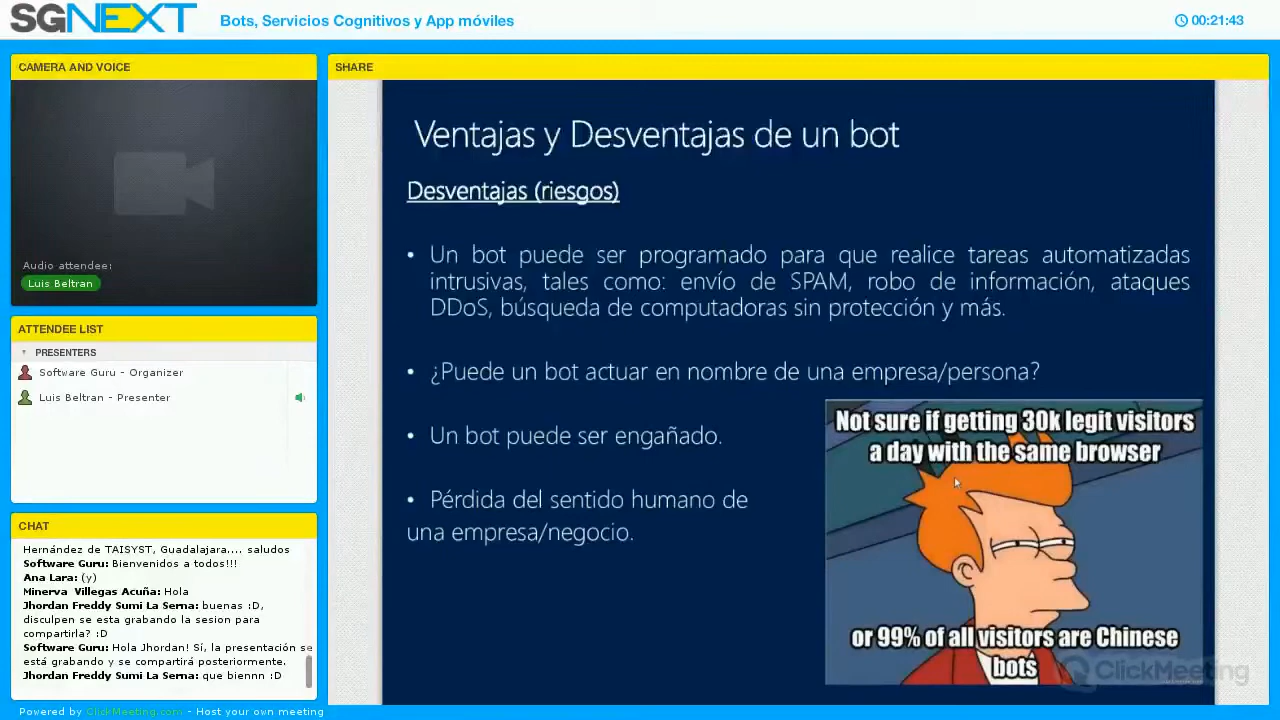 SGNEXT
Bots, Servicios Cognitivos y App móviles
00:21:43
CAMERA AND VOICE
Audio attendee:
Luis Beltran
ATTENDEE LIST
PRESENTERS
Software Guru - Organizer
Luis Beltran - Presenter
CHAT
Hernández de TAISYST, Guadalajara.... saludos
Software Guru: Bienvenidos a todos!!!
Ana Lara: (y)
Minerva Villegas Acuña: Hola
Jhordan Freddy Sumi La Serna: buenas :D,
disculpen se esta grabando la sesion para
compartirla? :D
Software Guru: Hola Jhordan! Sí, la presentación se
está grabando y se compartirá posteriormente.
Jhordan Freddy Sumi La Serna: que biennn :D
SHARE
Ventajas y Desventajas de un bot
Desventajas (riesgos)
• Un bot puede ser programado para que realice tareas automatizadas
intrusivas, tales como: envío de SPAM, robo de información, ataques
DDoS, búsqueda de computadoras sin protección y más.
• ¿Puede un bot actuar en nombre de una empresa/persona?
• Un bot puede ser engañado.
• Pérdida del sentido humano de
una empresa/negocio.
Not sure if getting 30k legit visitors
a day with the same browser
or 99% of all visitors are Chinese
bots
ClickMeeting
Powered by ClickMeeting.com - Host your own meeting